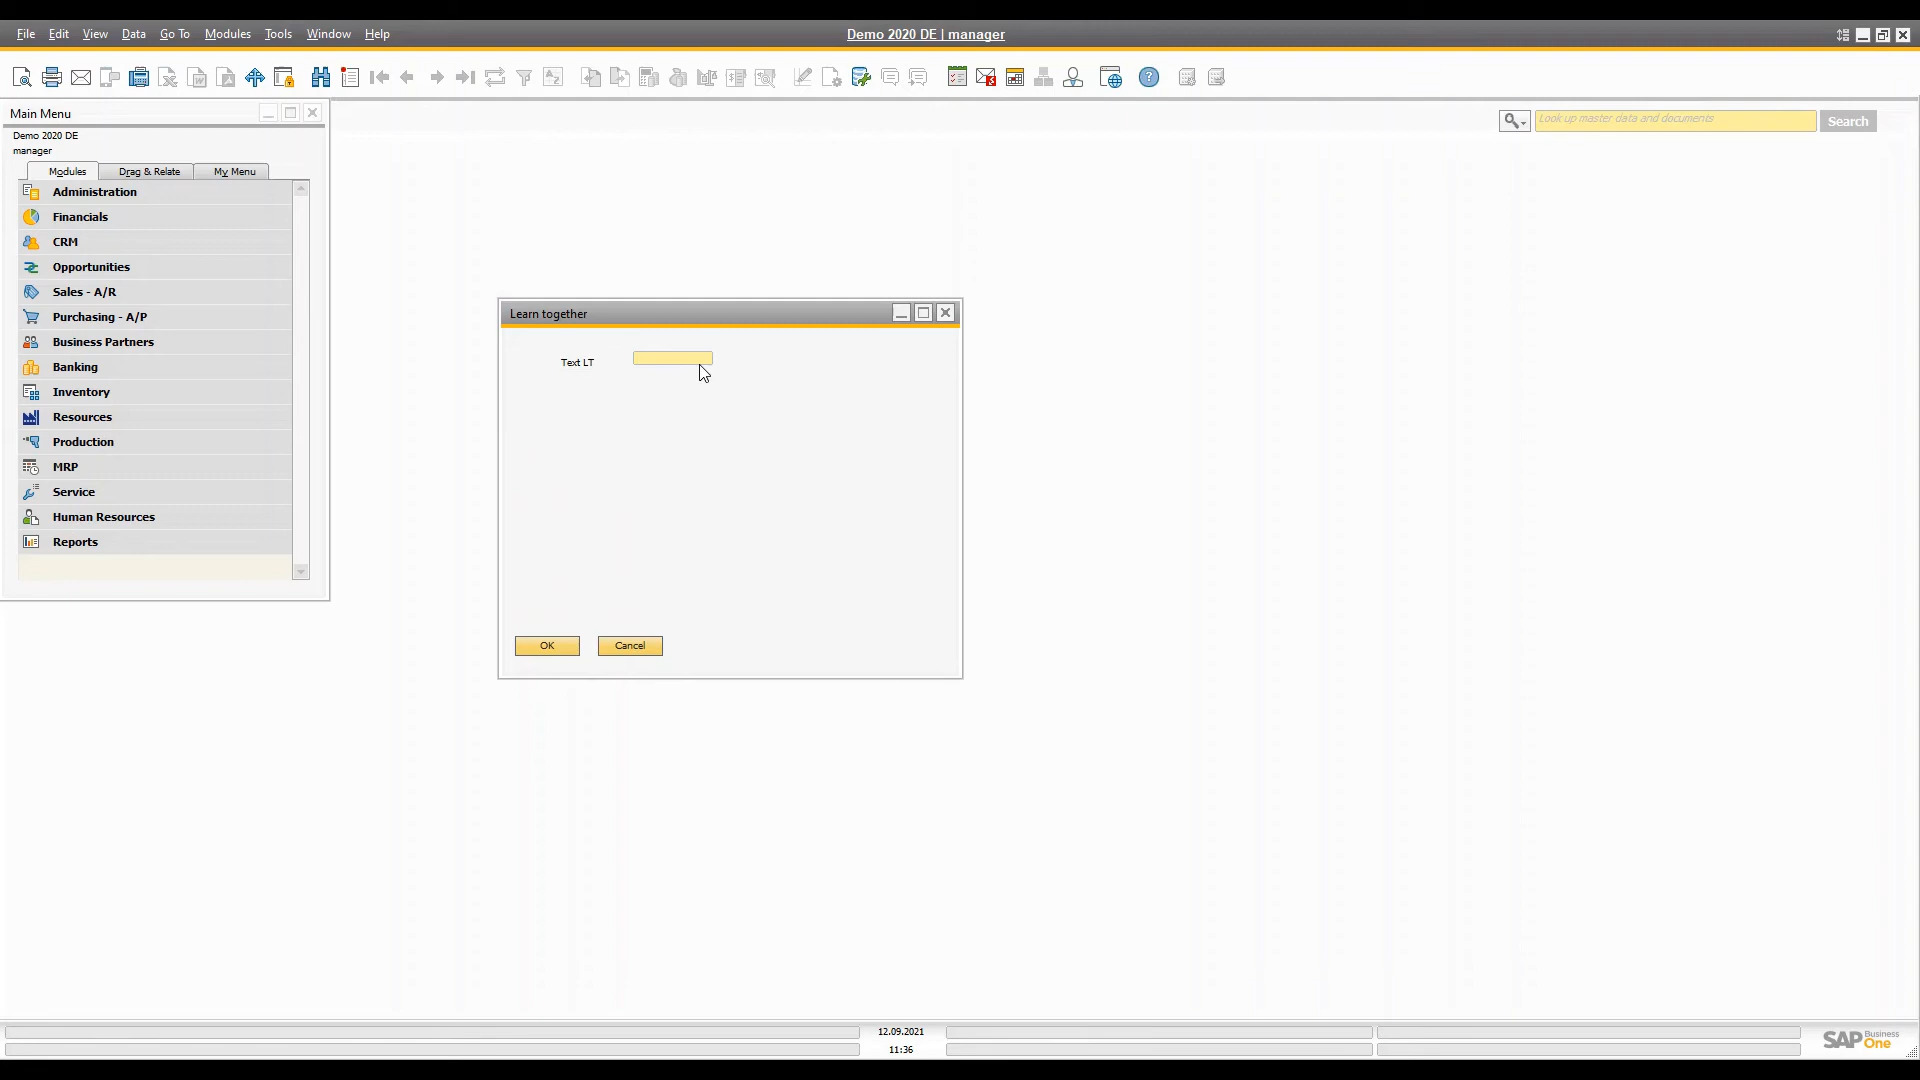 File Edit View Data Go To Modules Tools Window Help
Demo 2020 DE | manager
Main Menu
Demo 2020 DE
manager
Modules Drag & Relate My Menu
Administration
Financials
CRM
Opportunities
Sales - A/R
Purchasing - A/P
Business Partners
Banking
Inventory
Resources
Production
MRP
Service
Human Resources
Reports
Look up master data and documents Search
Learn together
Text LT
OK Cancel
12.09.2021
11:36
SAP Business One